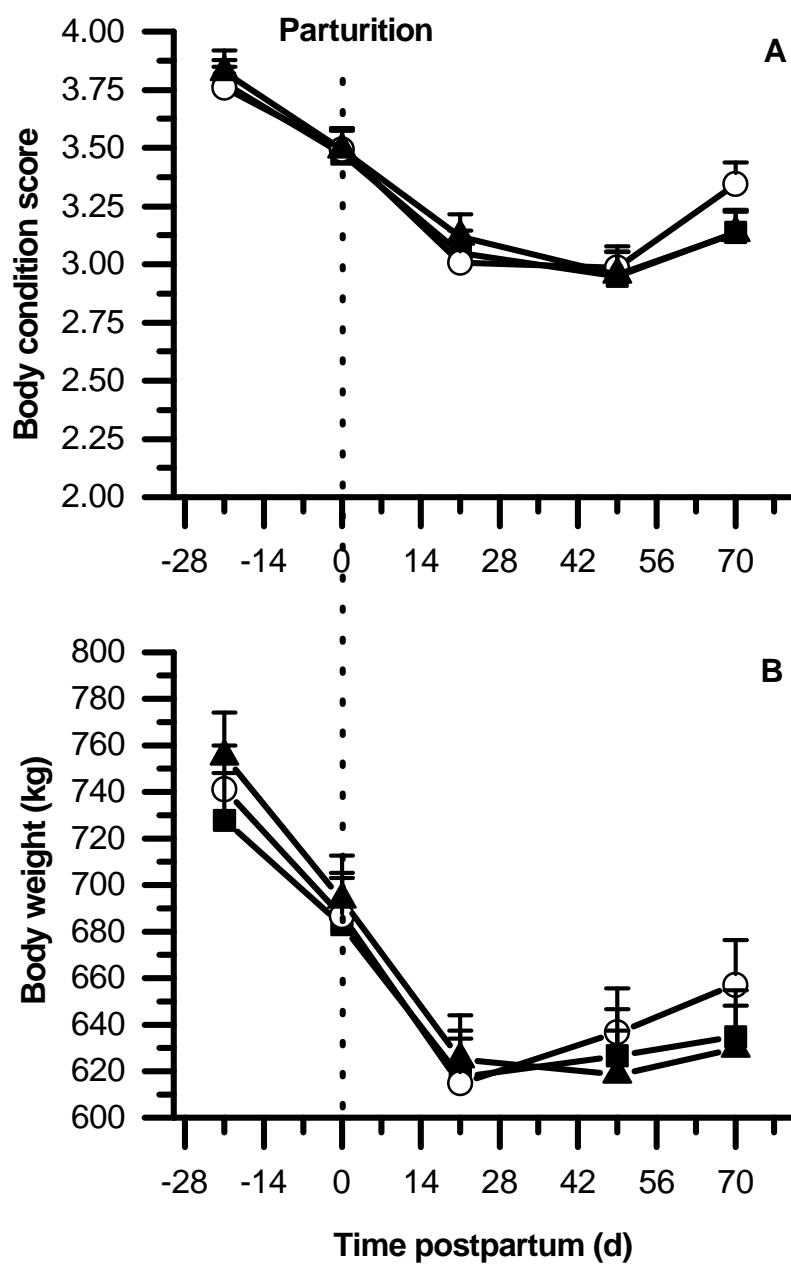 Parturition
A
Body condition score
4.00
3.75
3.50
3.25
3.00
2.75
2.50
2.25
2.00
-28 -14 0 14 28 42 56 70
B
Body weight (kg)
800
780
760
740
720
700
680
660
640
620
600
-28 -14 0 14 28 42 56 70
Time postpartum (d)